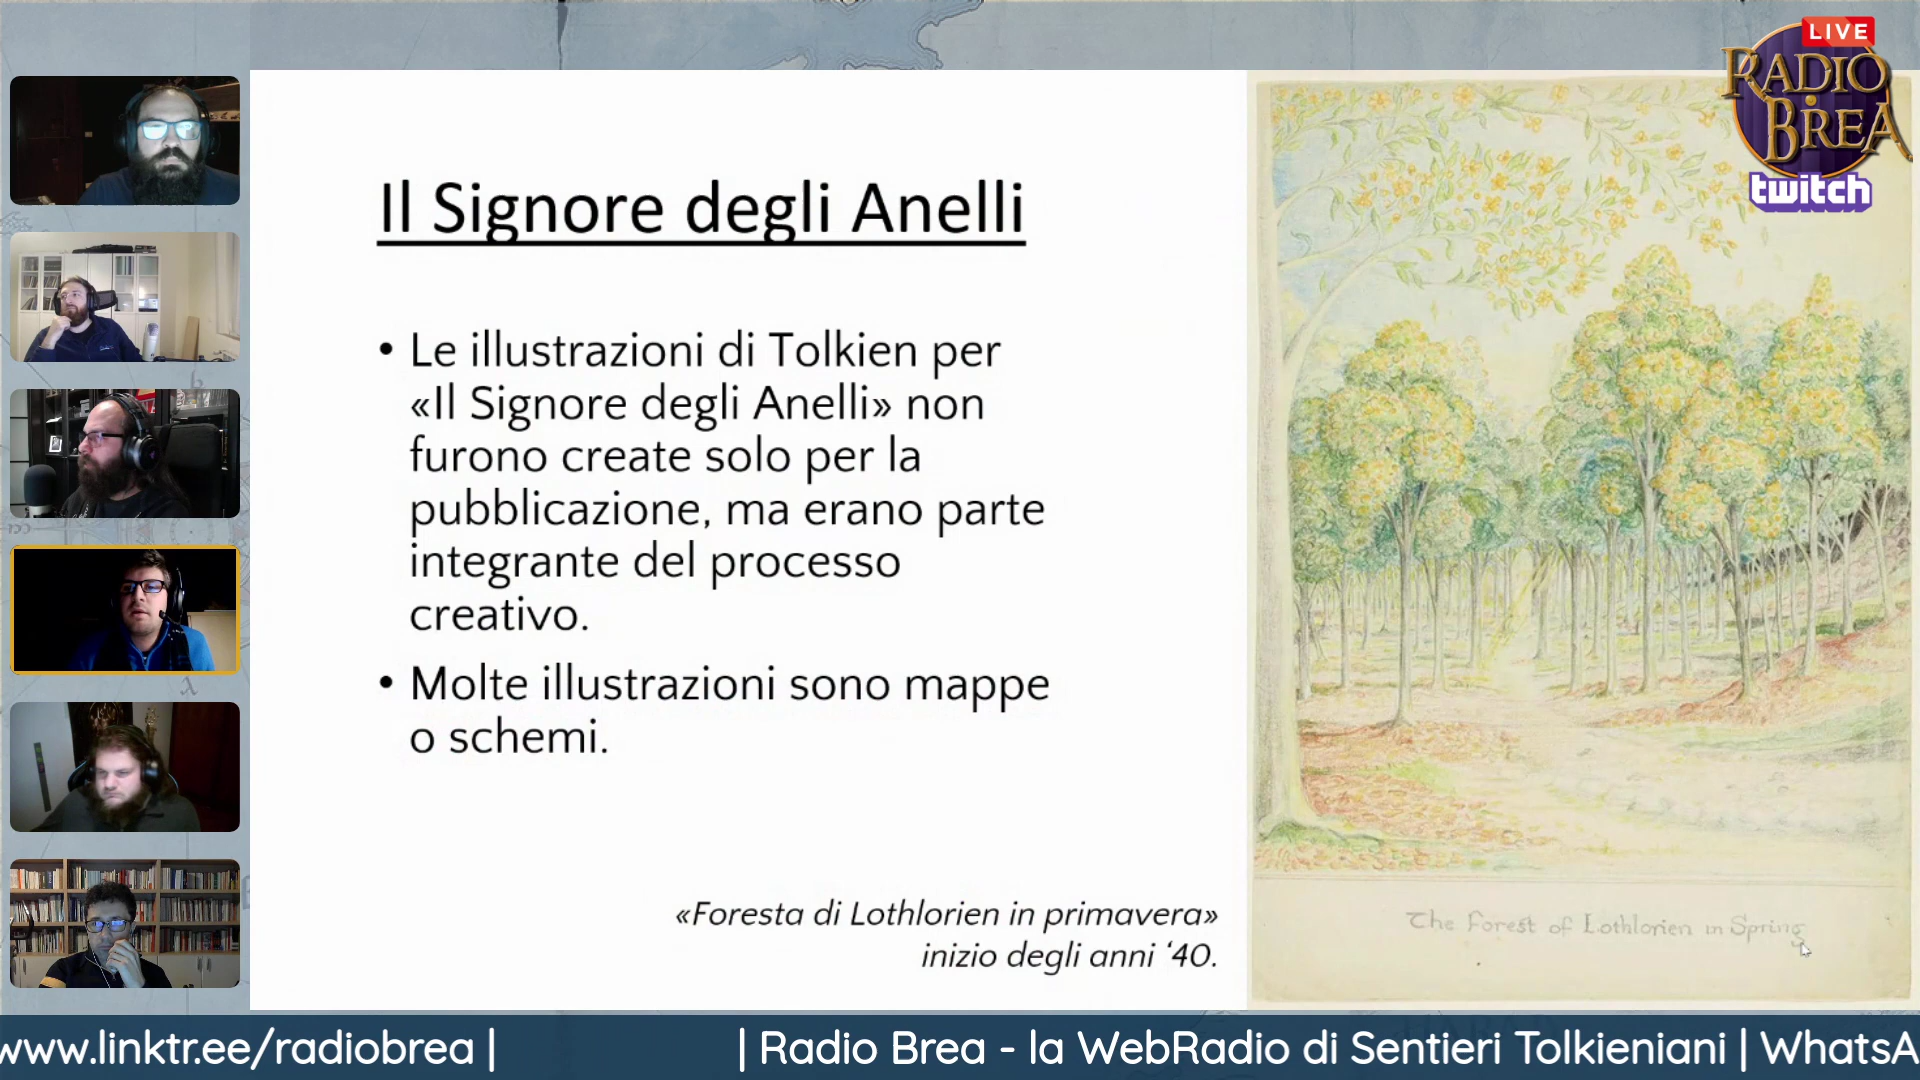 LIVE
RADIO
BREA
twitch
Il Signore degli Anelli
• Le illustrazioni di Tolkien per
«Il Signore degli Anelli» non
furono create solo per la
pubblicazione, ma erano parte
integrante del processo
creativo.
• Molte illustrazioni sono mappe
o schemi.
«Foresta di Lothlorien in primavera»
inizio degli anni ‘40.
The Forest of Lothlorien in Spring
www.linktr.ee/radiobrea | | Radio Brea - la WebRadio di Sentieri Tolkieniani | WhatsA